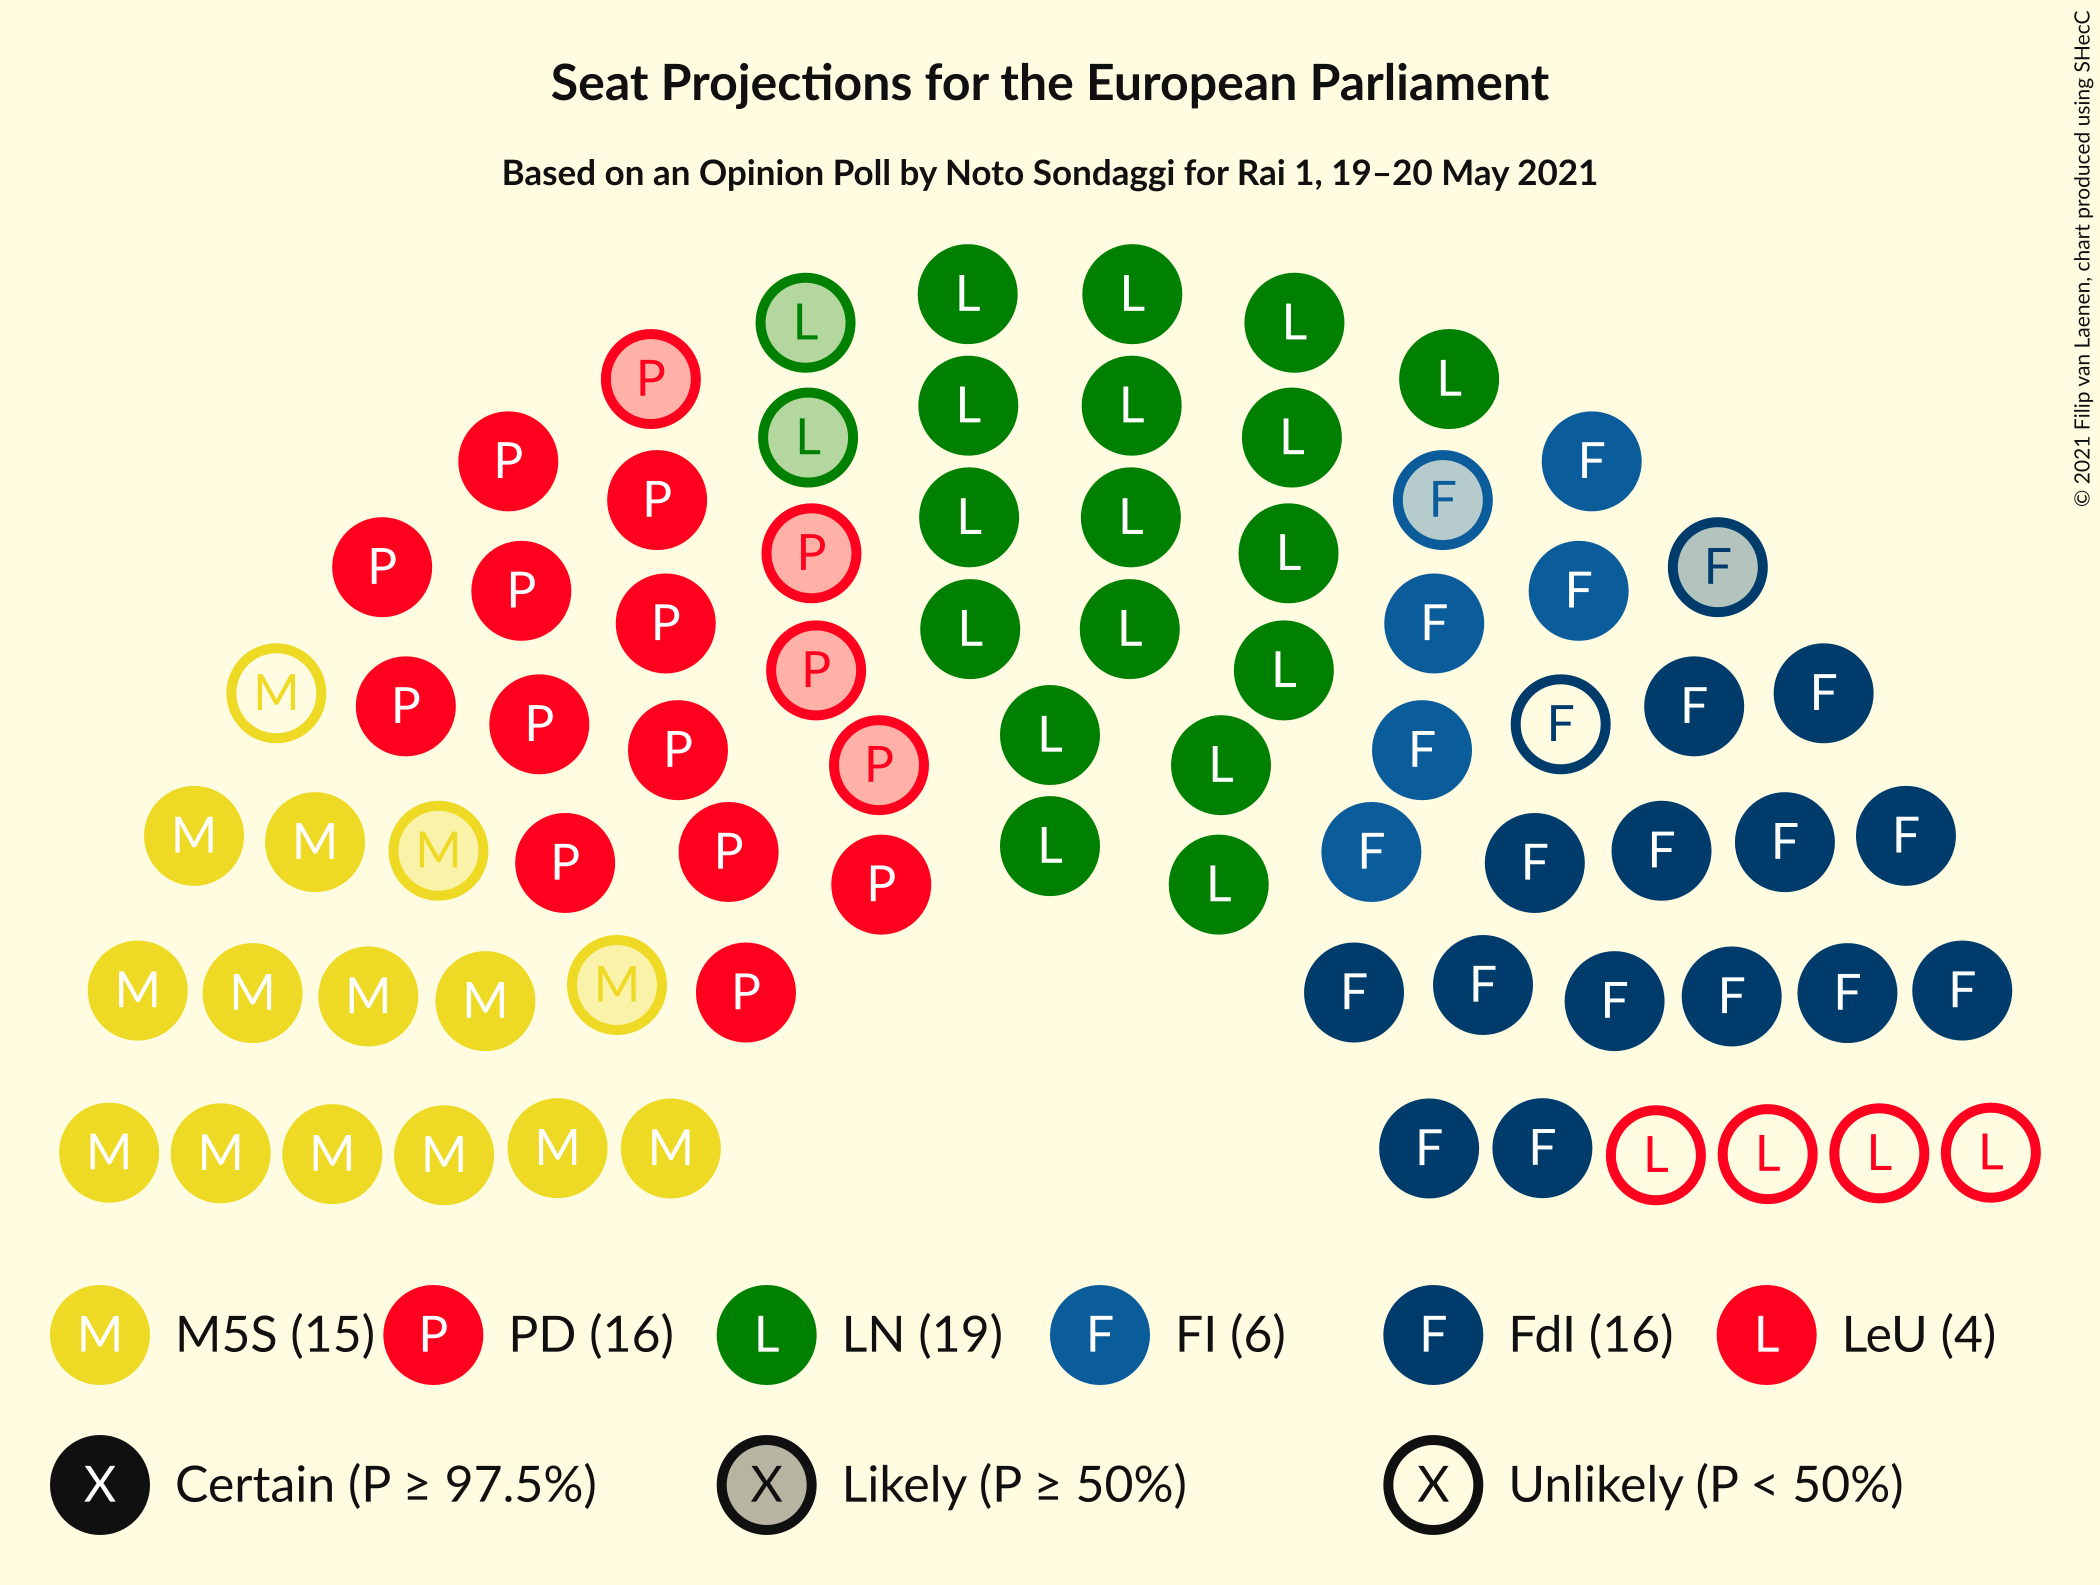 Seat Projections for the European Parliament
Based on an Opinion Poll by Noto Sondaggi for Rai 1, 19–20 May 2021
© 2021 Filip van Laenen, chart produced using SHecC
L L
L L
P L
L L
P L L F
P P F
L L
P L P L F F
P F
L L
P L
M P F F
P P F F
L
P L
M M M P P L F F F F F
P L
M M M M M P F F F F F F
M M M M M M F F L L L L
M M5S (15) P PD (16) L LN (19) F FI (6) F FdI (16) L LeU (4)
X Certain (P ≥ 97.5%) X Likely (P ≥ 50%) X Unlikely (P < 50%)